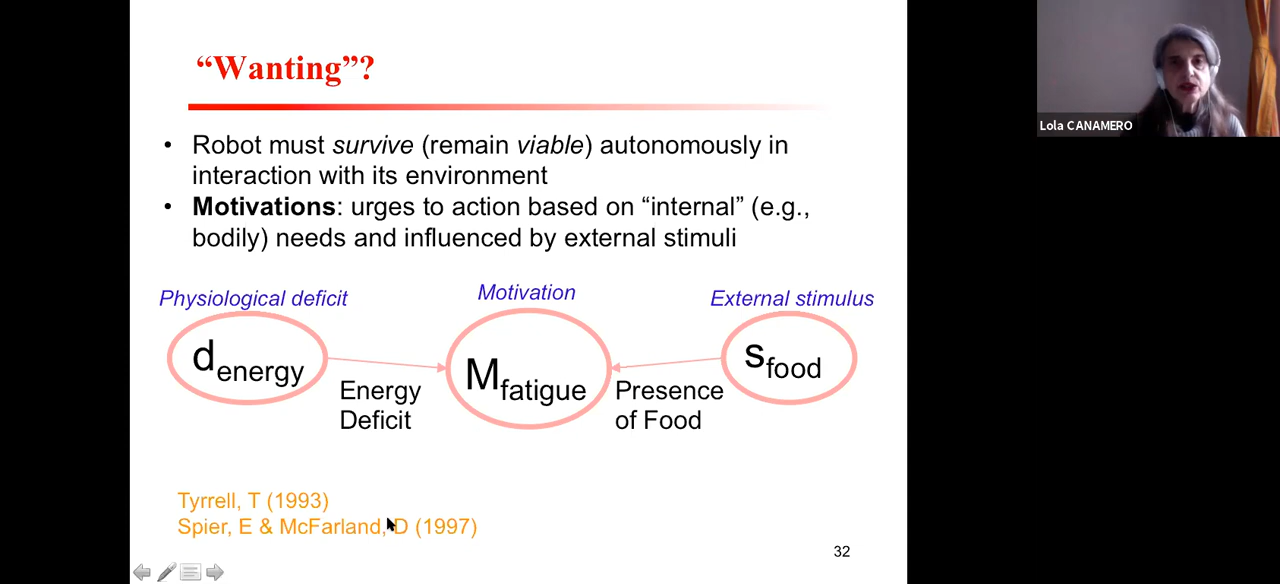 “Wanting”?
• Robot must survive (remain viable) autonomously in
interaction with its environment
• Motivations: urges to action based on “internal” (e.g.,
bodily) needs and influenced by external stimuli
Physiological deficit
Motivation
External stimulus
denergy
Energy
Deficit
Mfatigue
Presence
of Food
sfood
Tyrrell, T (1993)
Spier, E & McFarland, D (1997)
32
Lola CANAMERO